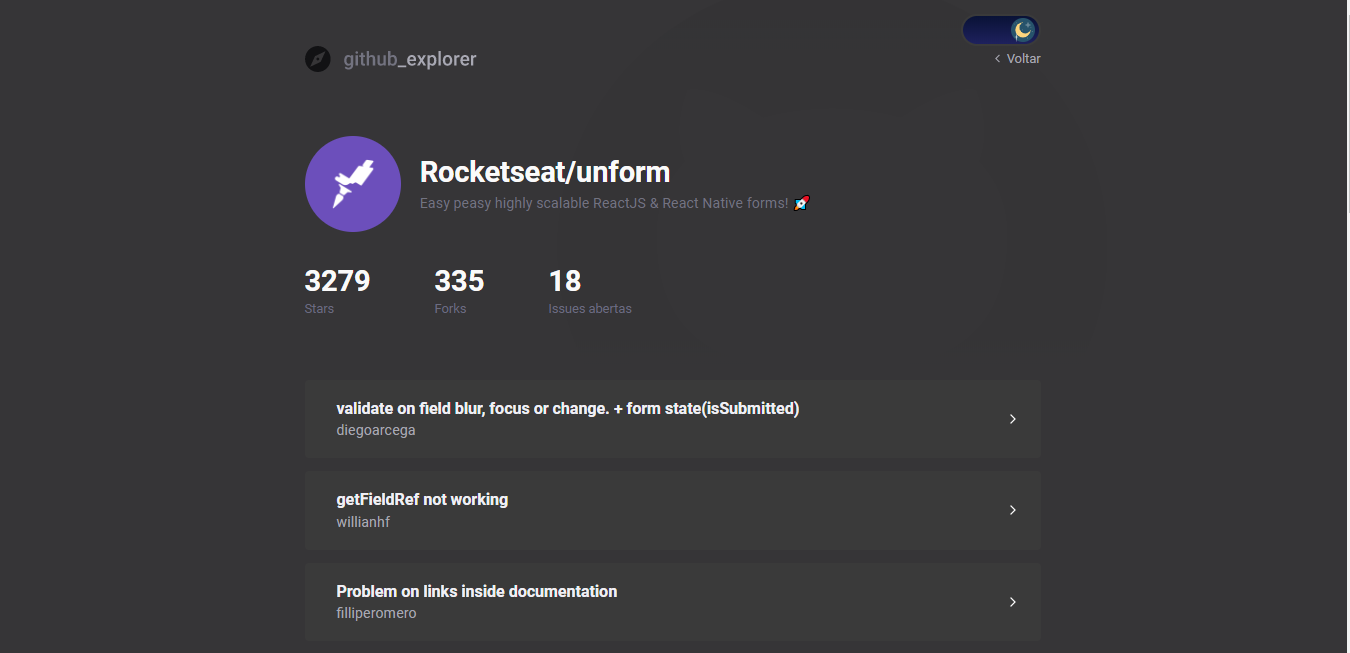 github_explorer
Voltar
Rocketseat/unform
Easy peasy highly scalable ReactJS & React Native forms! 🚀
3279
Stars
335
Forks
18
Issues abertas
validate on field blur, focus or change. + form state(isSubmitted)
diegoarcega
getFieldRef not working
willianhf
Problem on links inside documentation
filliperomero